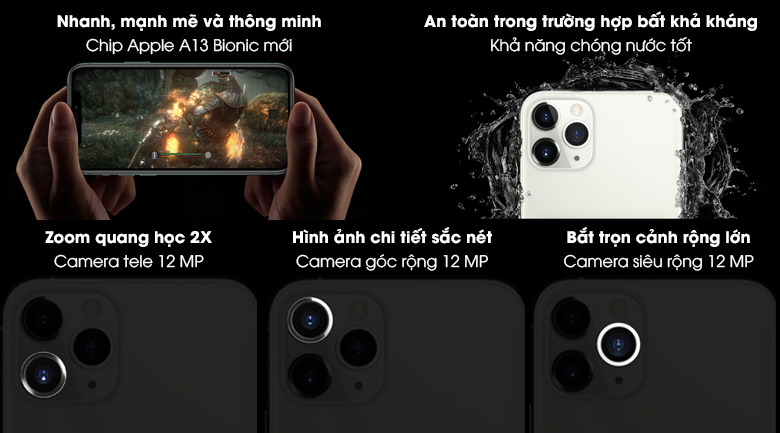 Nhanh, mạnh mẽ và thông minh
Chip Apple A13 Bionic mới
An toàn trong trường hợp bất khả kháng
Khả năng chóng nước tốt
Zoom quang học 2X
Camera tele 12 MP
Hình ảnh chi tiết sắc nét
Camera góc rộng 12 MP
Bắt trọn cảnh rộng lớn
Camera siêu rộng 12 MP